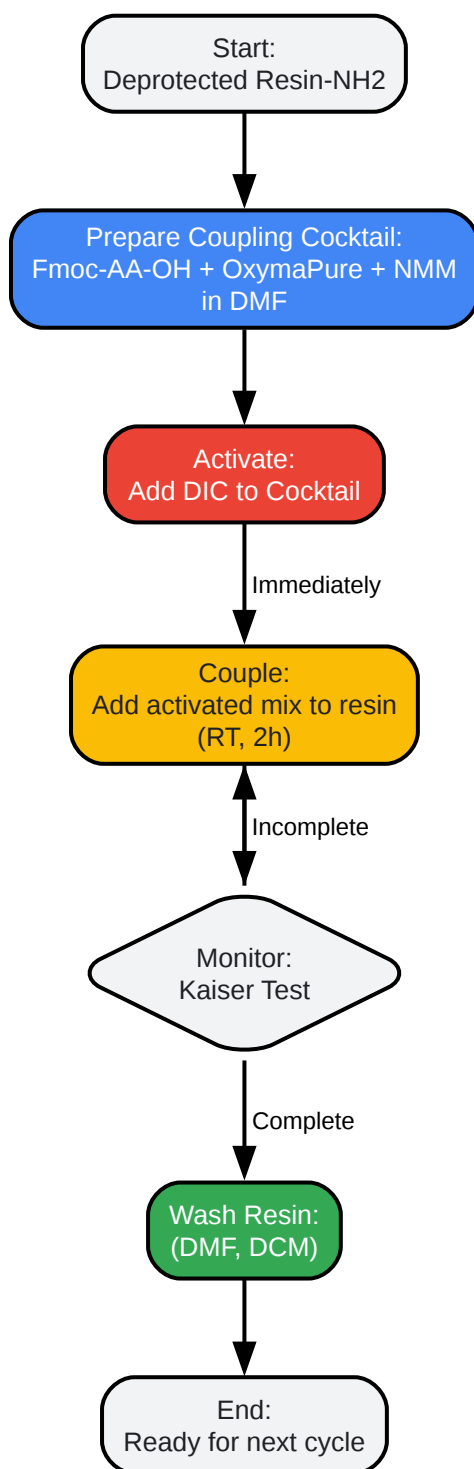 Start:
Deprotected Resin-NH2
Prepare Coupling Cocktail:
Fmoc-AA-OH + OxymaPure + NMM
in DMF
Activate:
Add DIC to Cocktail
Immediately
Couple:
Add activated mix to resin
(RT, 2h)
Incomplete
Monitor:
Kaiser Test
Complete
Wash Resin:
(DMF, DCM)
End:
Ready for next cycle